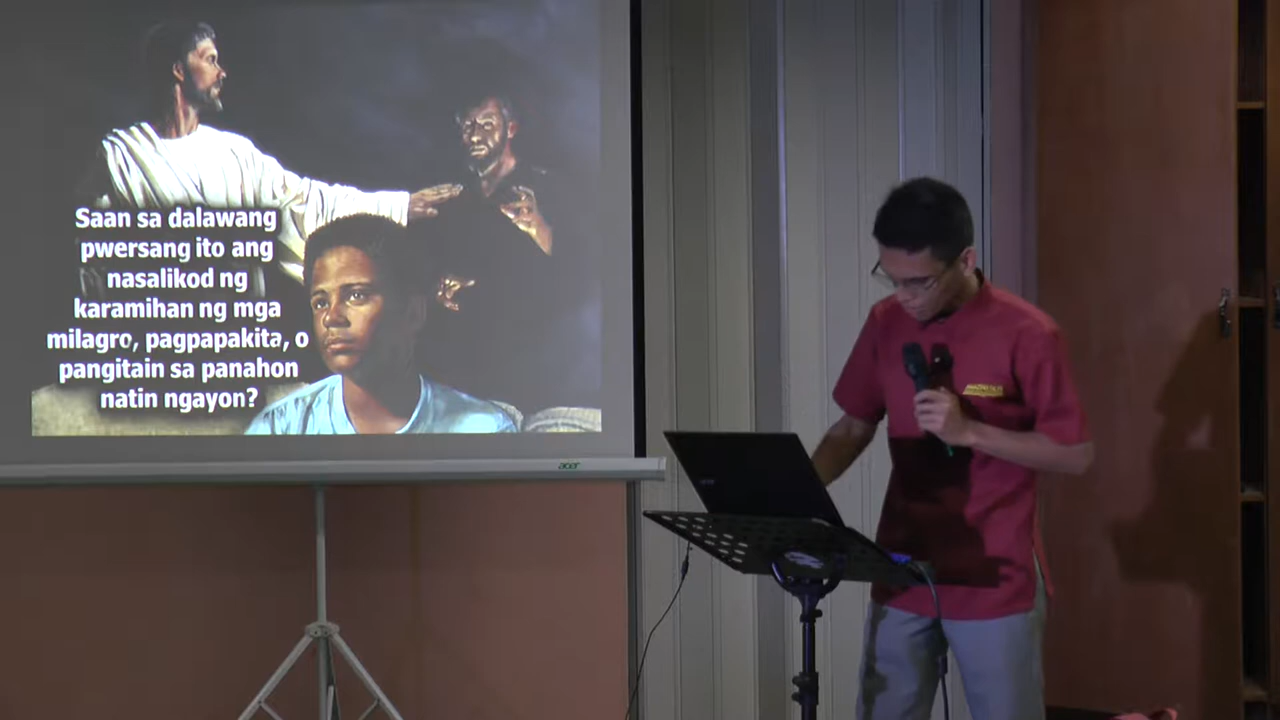 Saan sa dalawang
pwersang ito ang
nasalikod ng
karamihan ng mga
milagro, pagpapakita, o
pangitain sa panahon
natin ngayon?
acer